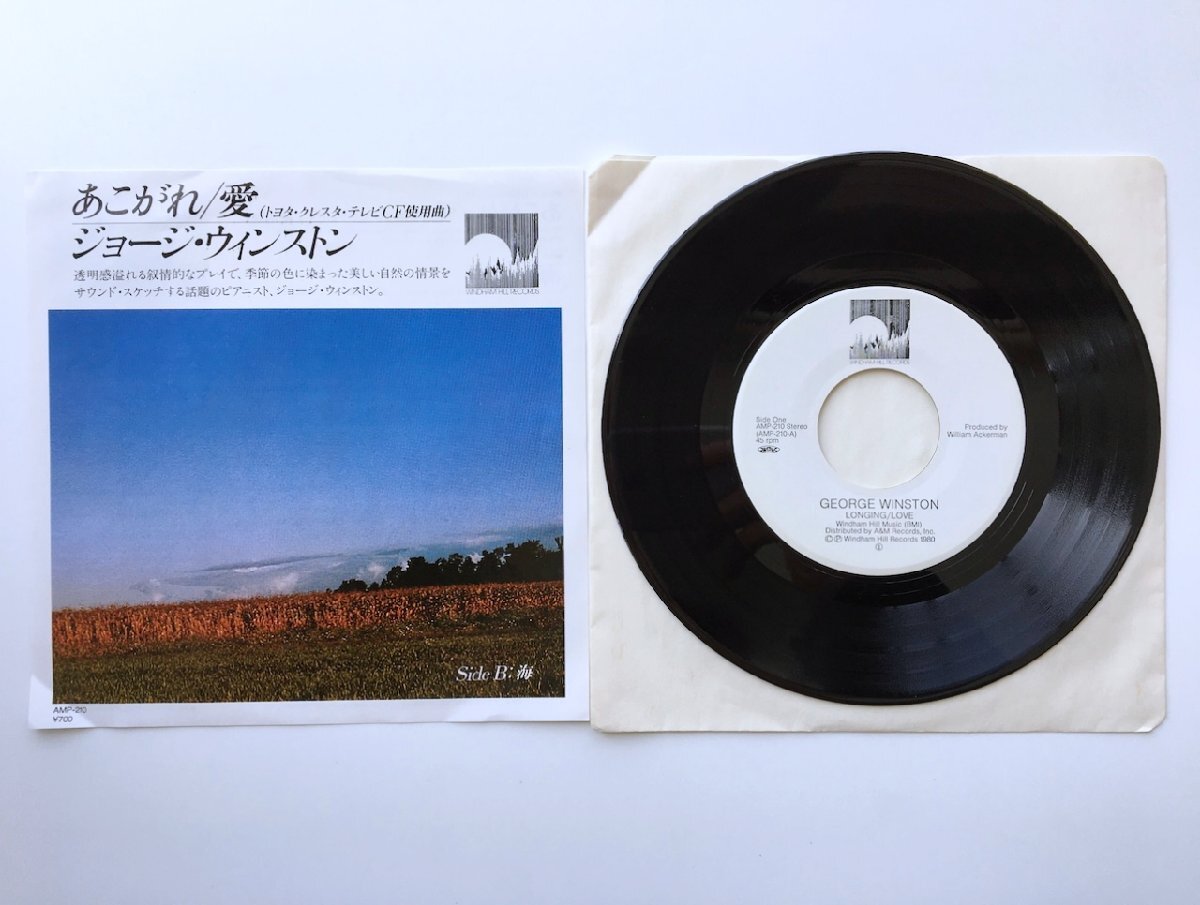 あこがれ/愛 (トヨタ・クレスタ・テレビCF使用曲)
ジョージ・ウィンストン
透明感溢れる叙情的なプレイで、季節の色に染まった美しい自然の情景を
サウンド・スケッチする話題のピアニスト、ジョージ・ウィンストン。
WINDHAM HILL RECORDS
Side B: 海
AMP-210
¥700
WINDHAM HILL RECORDS
Side One
AMP-210 Stereo
(AMP-210-A)
45 rpm
Produced by
William Ackerman
GEORGE WINSTON
LONGING/LOVE
Windham Hill Music (BMI)
Distributed by A&M Records, Inc.
©℗ Windham Hill Records 1980